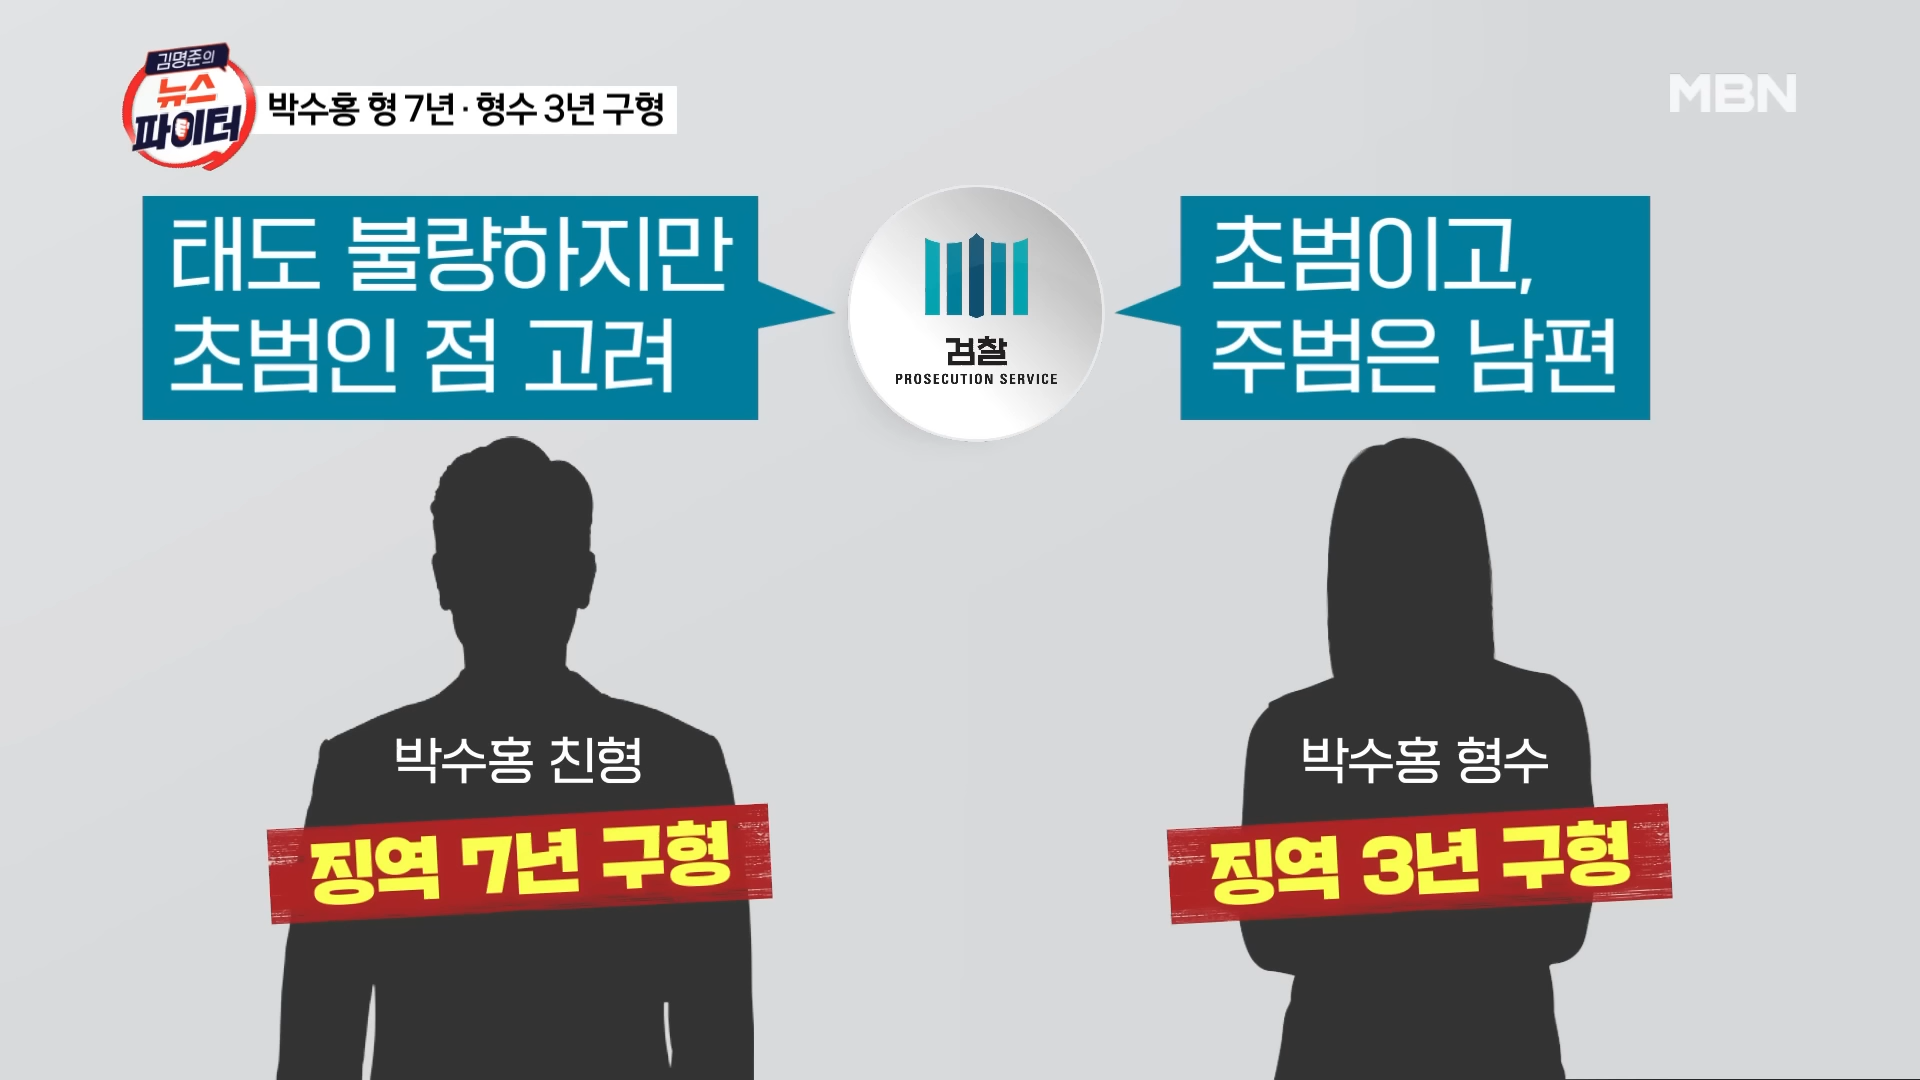 김명준의
뉴스
파이터
박수홍 형 7년·형수 3년 구형
MBN
태도 불량하지만
초범인 점 고려
검찰
PROSECUTION SERVICE
초범이고,
주범은 남편
박수홍 친형
징역 7년 구형
박수홍 형수
징역 3년 구형